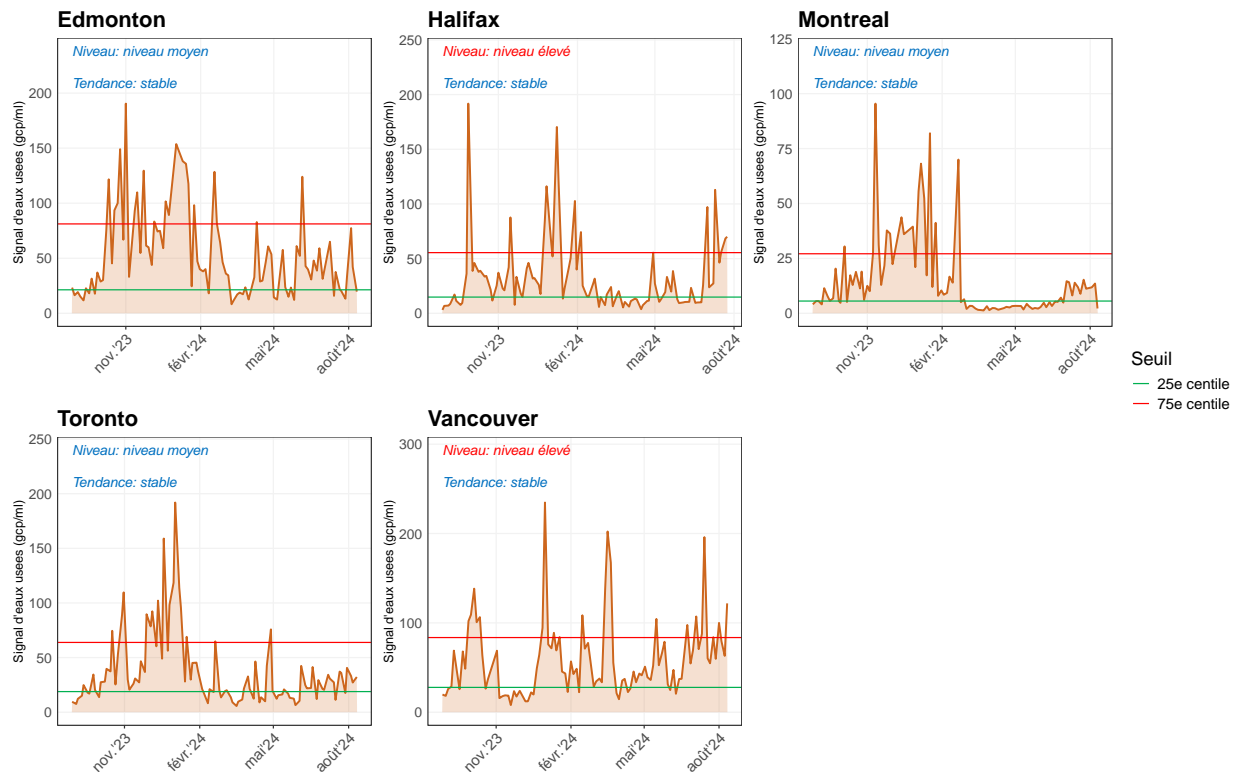 Edmonton
Niveau: niveau moyen
Tendance: stable
Signal d'eaux usees (gcp/ml)
200
150
100
50
0
nov.'23
févr.'24
mai'24
août'24
Halifax
Niveau: niveau élevé
Tendance: stable
Signal d'eaux usees (gcp/ml)
250
200
150
100
50
0
nov.'23
févr.'24
mai'24
août'24
Montreal
Niveau: niveau moyen
Tendance: stable
Signal d'eaux usees (gcp/ml)
125
100
75
50
25
0
nov.'23
févr.'24
mai'24
août'24
Seuil
25e centile
75e centile
Toronto
Niveau: niveau moyen
Tendance: stable
Signal d'eaux usees (gcp/ml)
250
200
150
100
50
0
nov.'23
févr.'24
mai'24
août'24
Vancouver
Niveau: niveau élevé
Tendance: stable
Signal d'eaux usees (gcp/ml)
300
200
100
0
nov.'23
févr.'24
mai'24
août'24